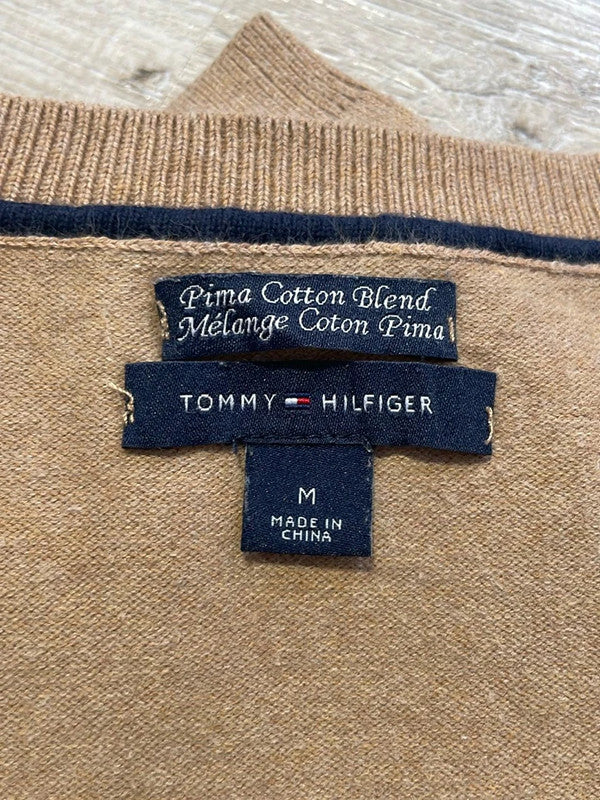 Pima Cotton Blend
Mélange Coton Pima
TOMMY HILFIGER
M
MADE IN
CHINA